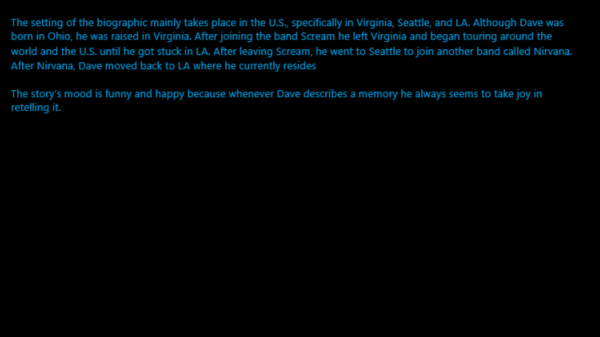 The setting of the biographic mainly takes place in the U.S., specifically in Virginia, Seattle, and LA. Although Dave was
born in Ohio, he was raised in Virginia. After joining the band Scream he left Virginia and began touring around the
world and the U.S. until he got stuck in LA. After leaving Scream, he went to Seattle to join another band called Nirvana.
After Nirvana, Dave moved back to LA where he currently resides
The story's mood is funny and happy because whenever Dave describes a memory he always seems to take joy in
retelling it.